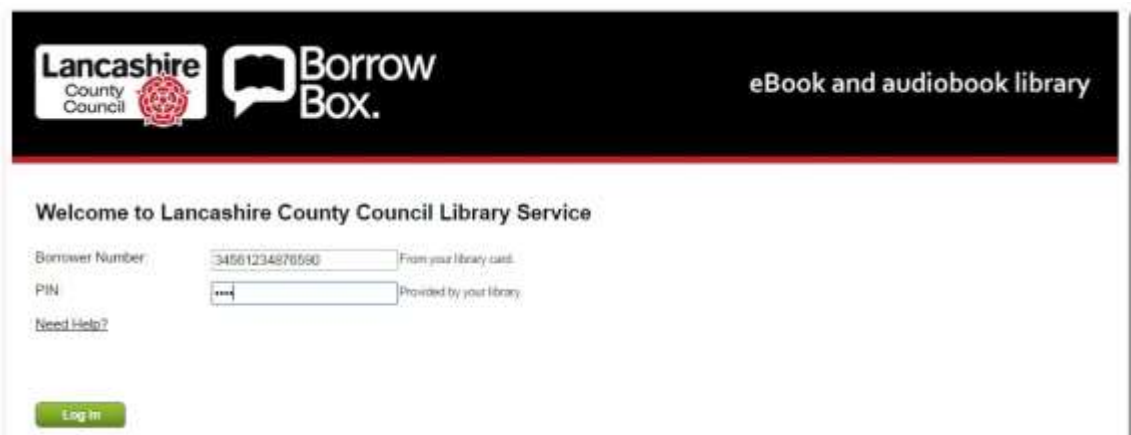 Lancashire
County
Council
Borrow
Box.
eBook and audiobook library
Welcome to Lancashire County Council Library Service
Borrower Number 34561234876590 From your library card.
PIN •••• Provided by your library.
Need Help?
Log In